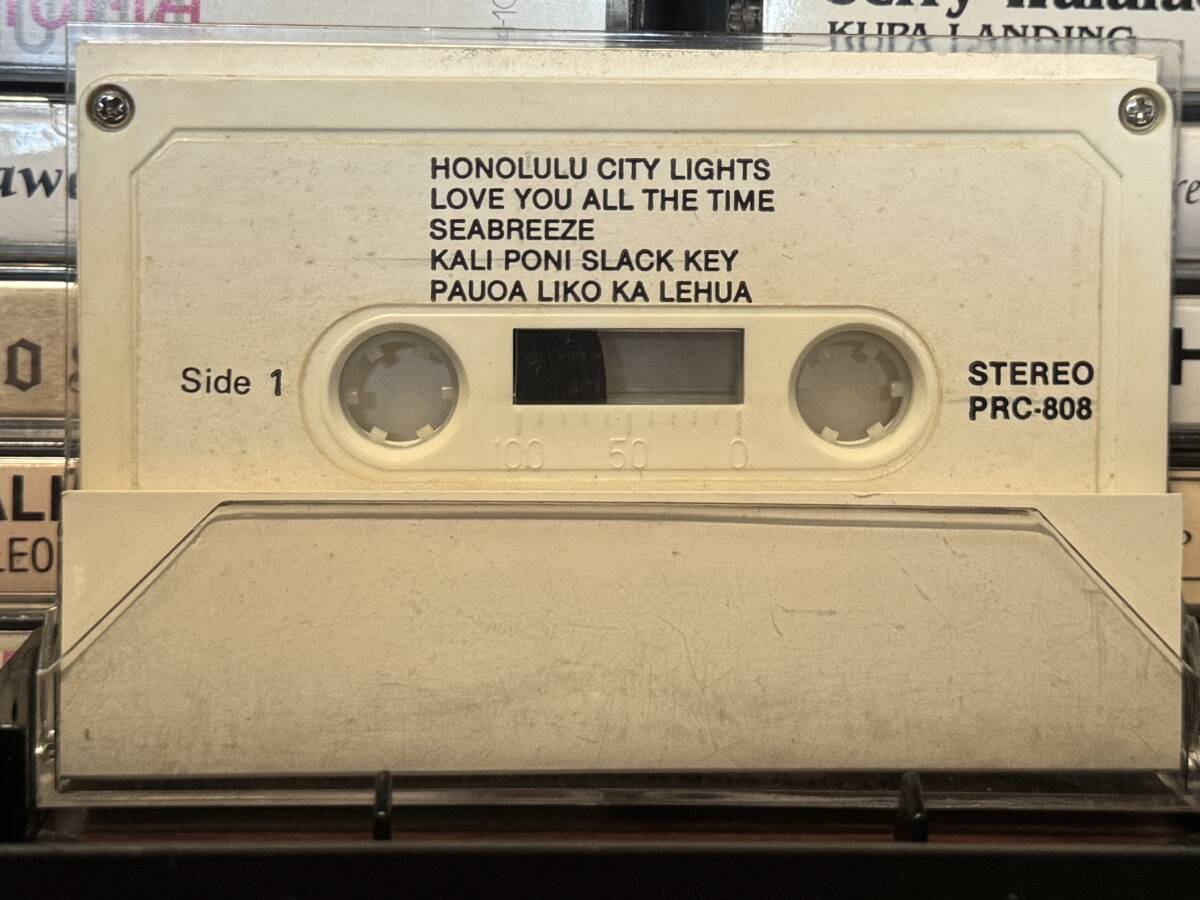 KUPA LANDING
HONOLULU CITY LIGHTS
LOVE YOU ALL THE TIME
SEABREEZE
KALI PONI SLACK KEY
PAUOA LIKO KA LEHUA
Side 1
STEREO
PRC-808
100 50 0